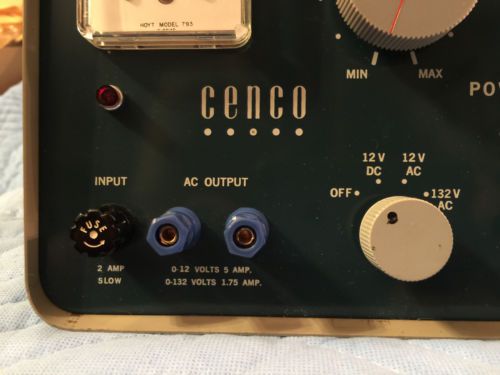 HOYT MODEL 793
MIN MAX
cenco
PO
INPUT
AC OUTPUT
12 V
DC
12 V
AC
OFF
132 V
AC
FUSE
2 AMP
SLOW
0-12 VOLTS 5 AMP.
0-132 VOLTS 1.75 AMP.